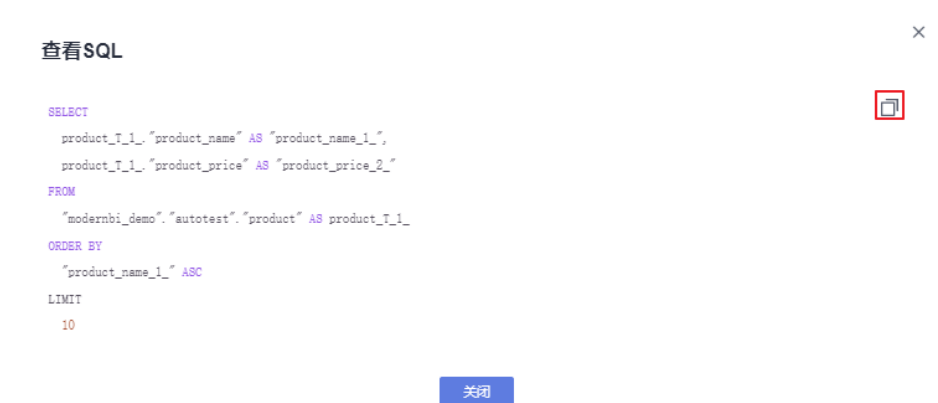 查看SQL
SELECT
product_T_1_."product_name" AS "product_name_1_",
product_T_1_."product_price" AS "product_price_2_"
FROM
"modernbi_demo"."autotest"."product" AS product_T_1_
ORDER BY
"product_name_1_" ASC
LIMIT
10
关闭